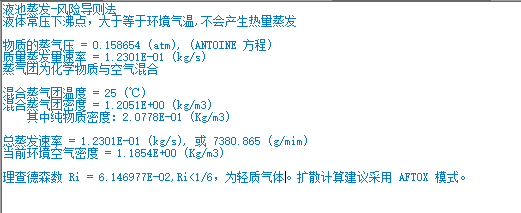 液池蒸发-风险导则法
液体常压下沸点，大于等于环境气温,不会产生热量蒸发
物质的蒸气压 = 0.158654 (atm), (ANTOINE 方程)
质量蒸发量速率 = 1.2301E-01 (kg/s)
蒸气团为化学物质与空气混合
混合蒸气团温度 = 25 (℃)
混合蒸气团密度 = 1.2051E+00 (kg/m3)
其中纯物质密度: 2.0778E-01 (Kg/m3)
总蒸发速率 = 1.2301E-01 (kg/s), 或 7380.865 (g/mim)
当前环境空气密度 = 1.1854E+00 (Kg/m3)
理查德森数 Ri = 6.146977E-02,Ri<1/6，为轻质气体。扩散计算建议采用 AFTOX 模式。